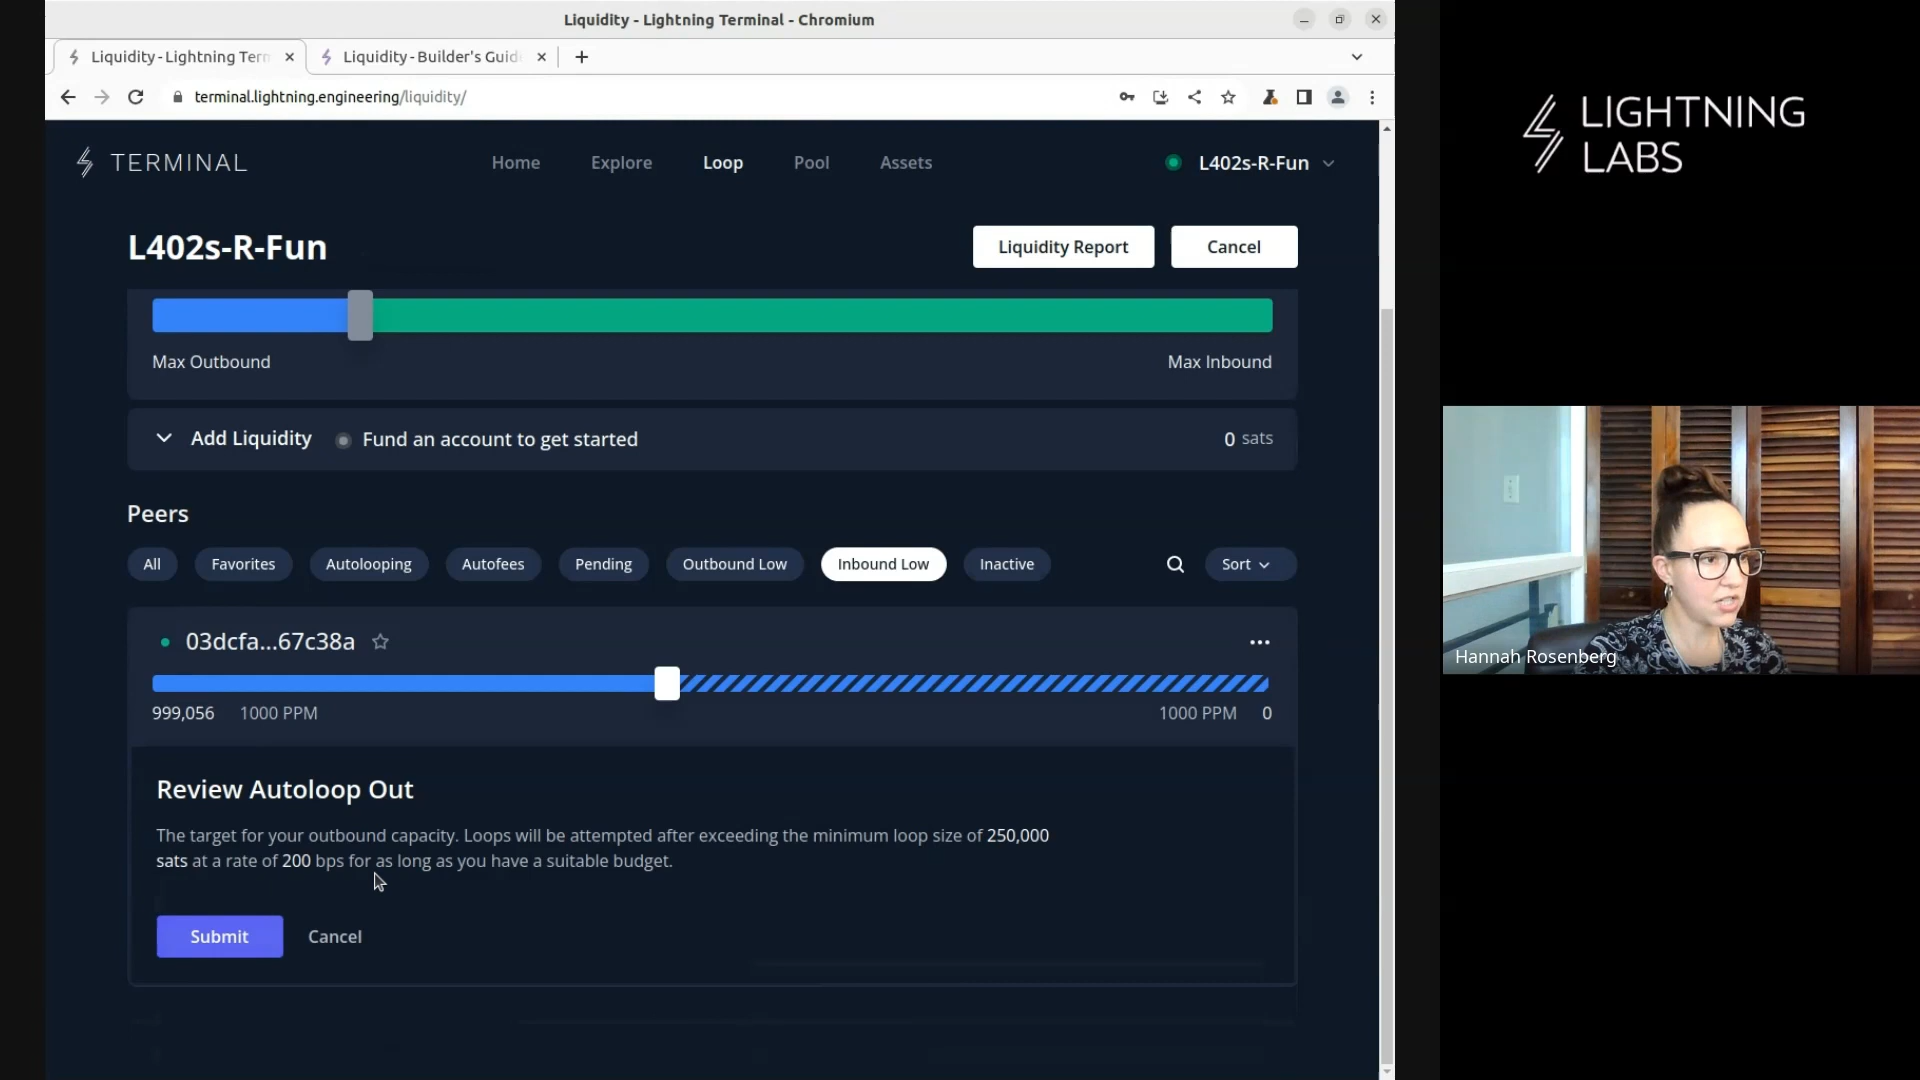 Liquidity - Lightning Terminal - Chromium
Liquidity - Lightning Tern
Liquidity - Builder's Guid
terminal.lightning.engineering/liquidity/
TERMINAL
Home
Explore
Loop
Pool
Assets
L402s-R-Fun
L402s-R-Fun
Liquidity Report
Cancel
Max Outbound
Max Inbound
Add Liquidity
Fund an account to get started
0 sats
Peers
All
Favorites
Autolooping
Autofees
Pending
Outbound Low
Inbound Low
Inactive
Sort
03dcfa...67c38a
999,056
1000 PPM
1000 PPM
0
Review Autoloop Out
The target for your outbound capacity. Loops will be attempted after exceeding the minimum loop size of 250,000
sats at a rate of 200 bps for as long as you have a suitable budget.
Submit
Cancel
LIGHTNING
LABS
Hannah Rosenberg